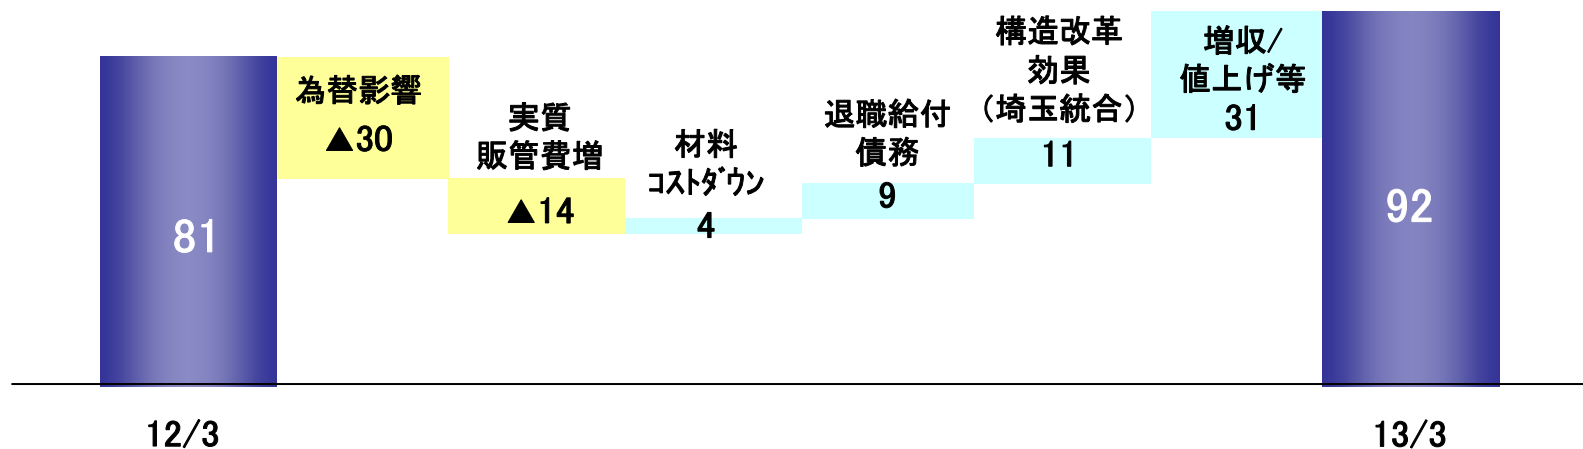 81
12/3
為替影響
▲30
実質
販管費増
▲14
材料
ｺｽﾄﾀﾞｳﾝ
4
退職給付
債務
9
構造改革
効果
（埼玉統合）
11
増収/
値上げ等
31
92
13/3